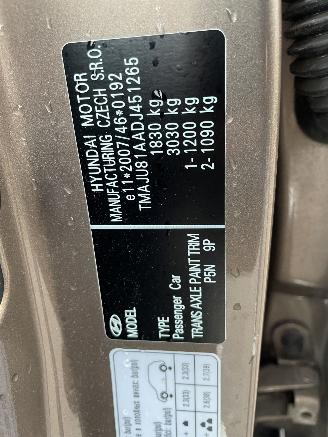 HYUNDAI MOTOR
MANUFACTURING CZECH S.R.O.
e11*2007/46*0192
TMAJU81AADJ451265
1830 kg
3030 kg
1- 1200 kg
2- 1090 kg
MODEL
TYPE
Passenger Car
TRANS AXLE PAINT TRIM
P5N 9P